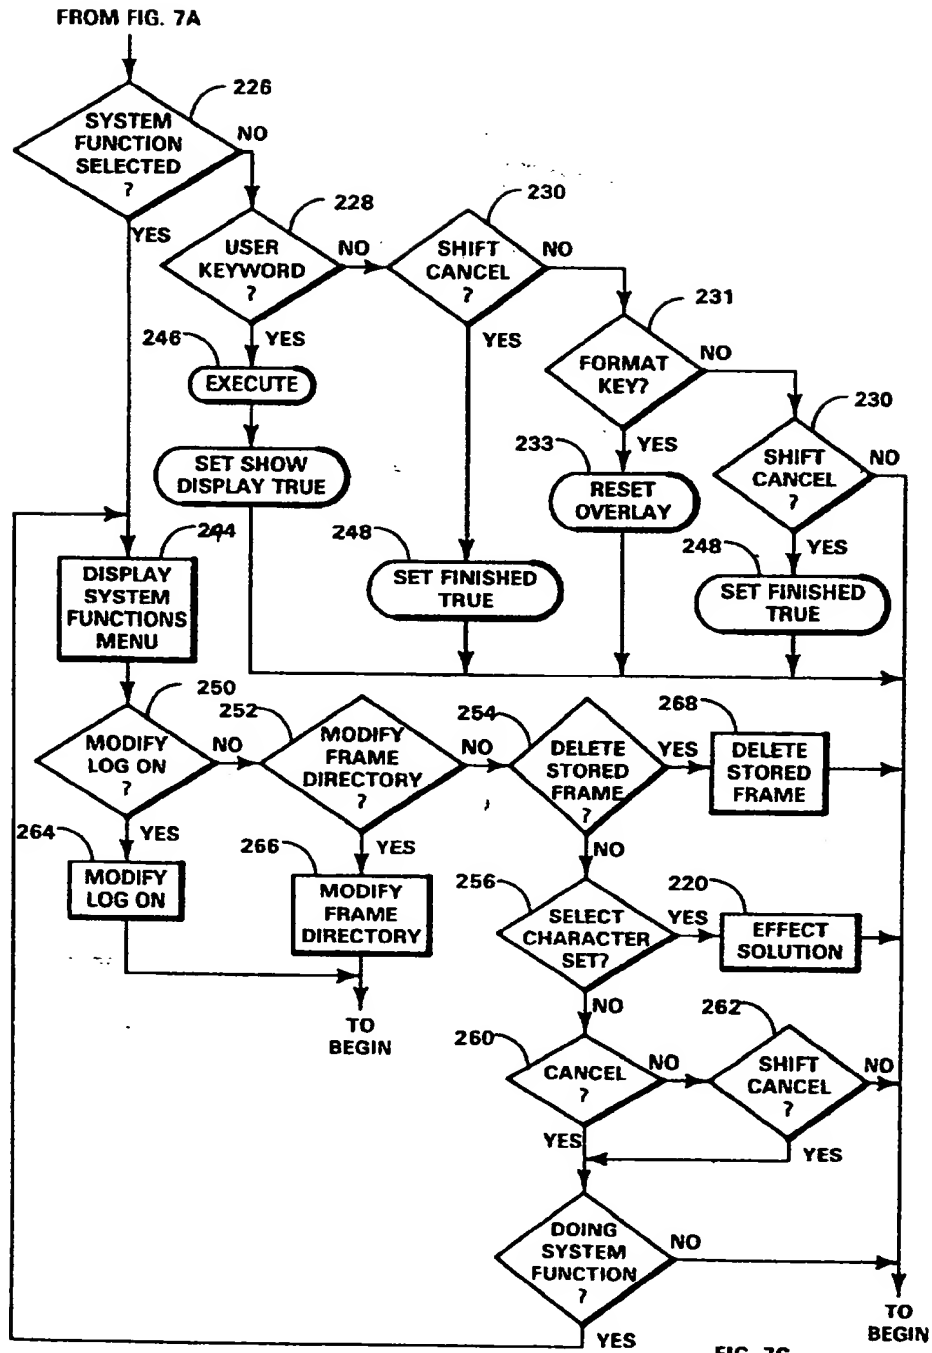 FROM FIG. 7A
226
SYSTEM
FUNCTION
SELECTED
?
NO
YES
228
USER
KEYWORD
?
NO
YES
230
SHIFT
CANCEL
?
NO
YES
231
FORMAT
KEY?
NO
YES
230
SHIFT
CANCEL
?
NO
YES
246
EXECUTE
SET SHOW
DISPLAY TRUE
233
RESET
OVERLAY
248
SET FINISHED
TRUE
248
SET FINISHED
TRUE
244
DISPLAY
SYSTEM
FUNCTIONS
MENU
250
MODIFY
LOG ON
?
NO
YES
252
MODIFY
FRAME
DIRECTORY
?
NO
YES
254
DELETE
STORED
FRAME
?
YES
NO
268
DELETE
STORED
FRAME
264
MODIFY
LOG ON
266
MODIFY
FRAME
DIRECTORY
TO
BEGIN
256
SELECT
CHARACTER
SET?
YES
NO
220
EFFECT
SOLUTION
260
CANCEL
?
NO
YES
262
SHIFT
CANCEL
?
NO
YES
DOING
SYSTEM
FUNCTION
?
NO
YES
TO
BEGIN